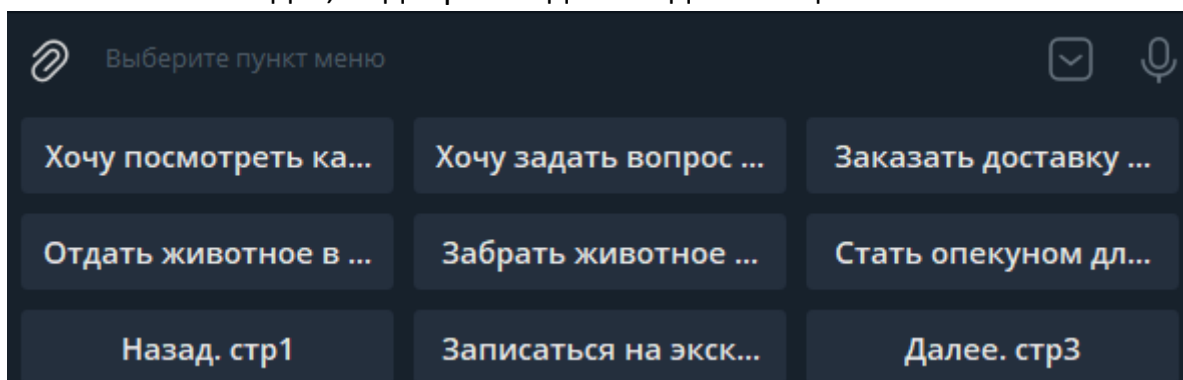 Выберите пункт меню
Хочу посмотреть ка... Хочу задать вопрос ... Заказать доставку ...
Отдать животное в ... Забрать животное ... Стать опекуном дл...
Назад. стр1 Записаться на экск... Далее. стр3